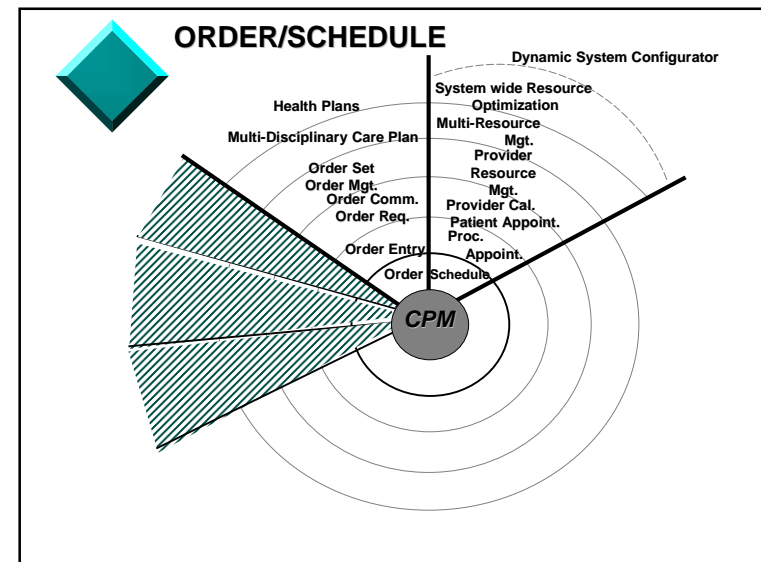 ORDER/SCHEDULE
Dynamic System Configurator
Health Plans
Multi-Disciplinary Care Plan
Order Set
Order Mgt.
Order Comm.
Order Req.
Order Entry
System wide Resource
Optimization
Multi-Resource
Mgt.
Provider
Resource
Mgt.
Provider Cal.
Patient Appoint.
Proc.
Appoint.
Order Schedule
CPM